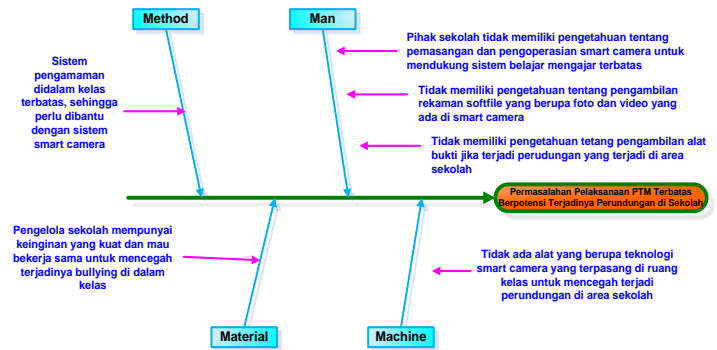 Method
Man
Sistem
pengamaman
didalam kelas
terbatas, sehingga
perlu dibantu
dengan sistem
smart camera
Pihak sekolah tidak memiliki pengetahuan tentang
pemasangan dan pengoperasian smart camera untuk
mendukung sistem belajar mengajar terbatas
Tidak memiliki pengetahuan tentang pengambilan
rekaman softfile yang berupa foto dan video yang
ada di smart camera
Tidak memiliki pengetahuan tetang pengambilan alat
bukti jika terjadi perudungan yang terjadi di area
sekolah
Permasalahan Pelaksanaan PTM Terbatas
Berpotensi Terjadinya Perundungan di Sekolah
Pengelola sekolah mempunyai
keinginan yang kuat dan mau
bekerja sama untuk mencegah
terjadinya bullying di dalam
kelas
Tidak ada alat yang berupa teknologi
smart camera yang terpasang di ruang
kelas untuk mencegah terjadi
perundungan di area sekolah
Material
Machine